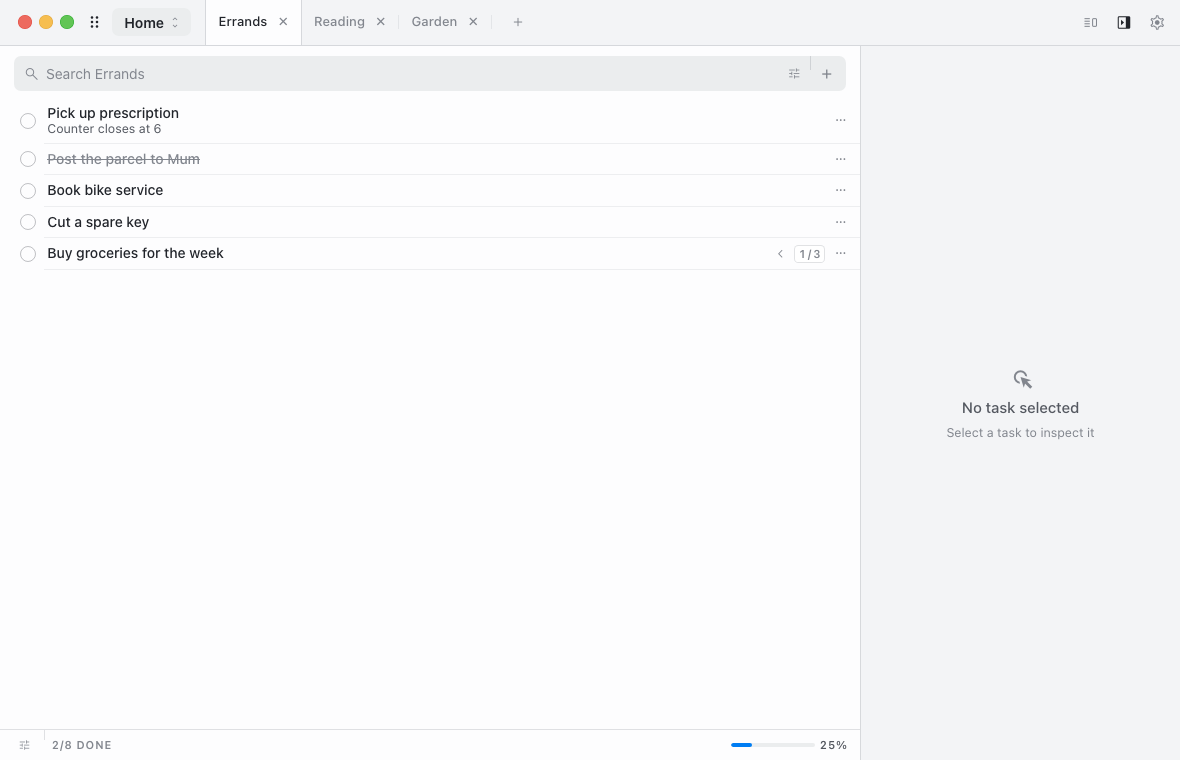 Home
Errands
Reading
Garden
Search Errands
Pick up prescription
Counter closes at 6
Post the parcel to Mum
Book bike service
Cut a spare key
Buy groceries for the week
1/3
No task selected
Select a task to inspect it
2/8 DONE
25%